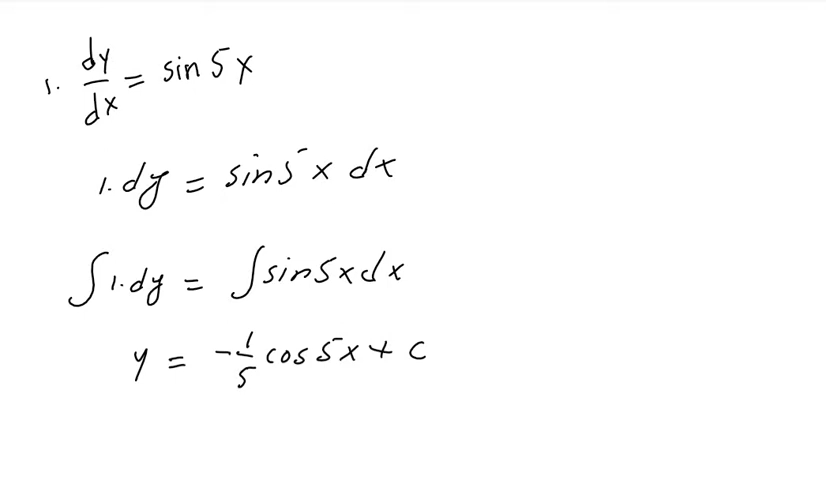 1. dy/dx = sin 5x
1. dy = sin 5x dx
∫ 1. dy = ∫ sin 5x dx
y = -1/5 cos 5x + c